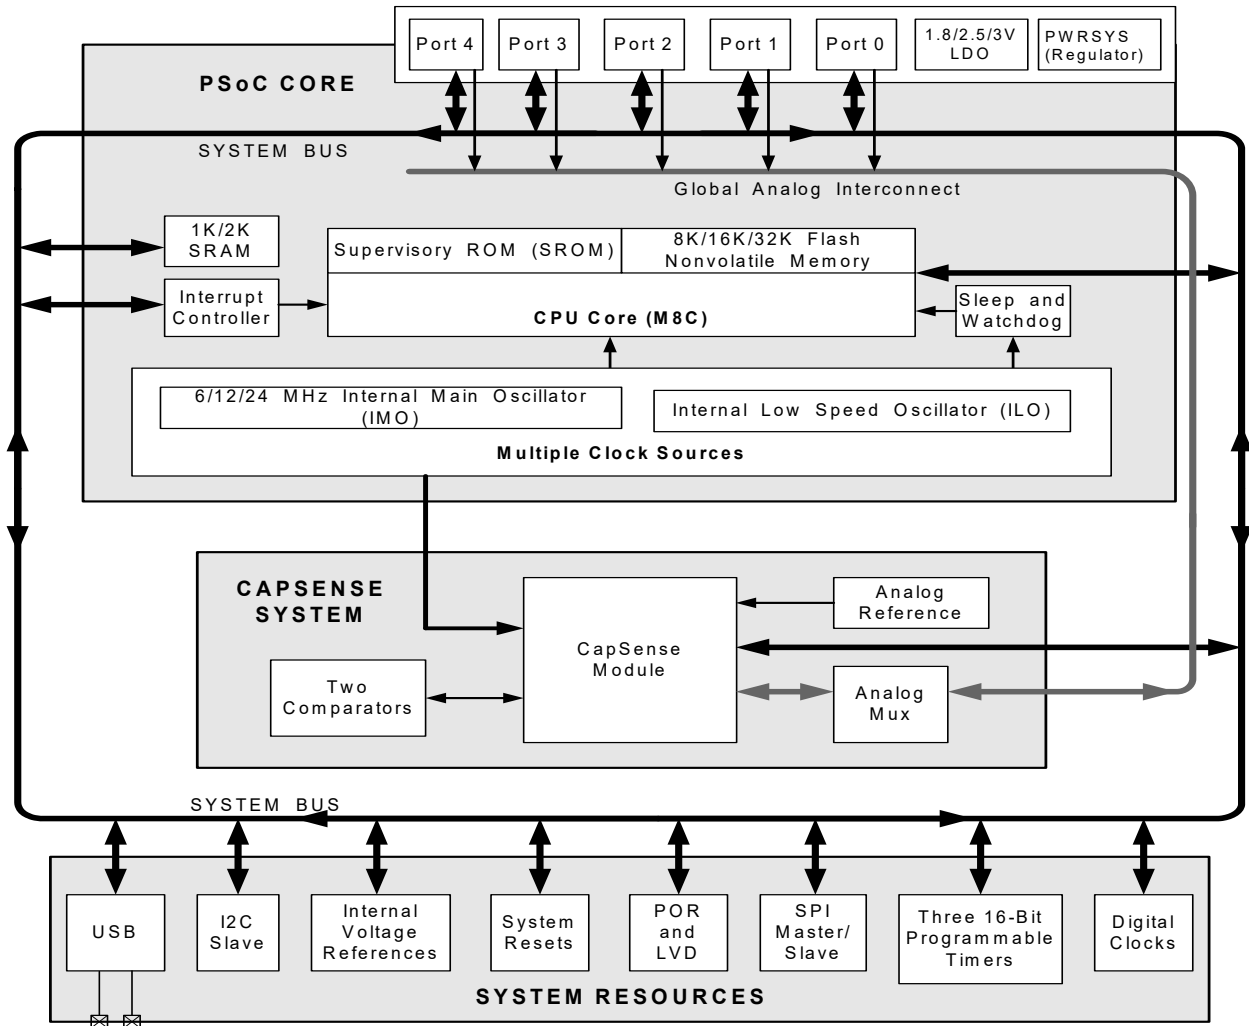 Port 4
Port 3
Port 2
Port 1
Port 0
1.8/2.5/3V
LDO
PWRSYS
(Regulator)
PSoC CORE
SYSTEM BUS
Global Analog Interconnect
1K/2K
SRAM
Supervisory ROM (SROM)
8K/16K/32K Flash
Nonvolatile Memory
Interrupt
Controller
CPU Core (M8C)
Sleep and
Watchdog
6/12/24 MHz Internal Main Oscillator
(IMO)
Internal Low Speed Oscillator (ILO)
Multiple Clock Sources
CAPSENSE
SYSTEM
CapSense
Module
Analog
Reference
Two
Comparators
Analog
Mux
SYSTEM BUS
USB
I2C
Slave
Internal
Voltage
References
System
Resets
POR
and
LVD
SPI
Master/
Slave
Three 16-Bit
Programmable
Timers
Digital
Clocks
SYSTEM RESOURCES